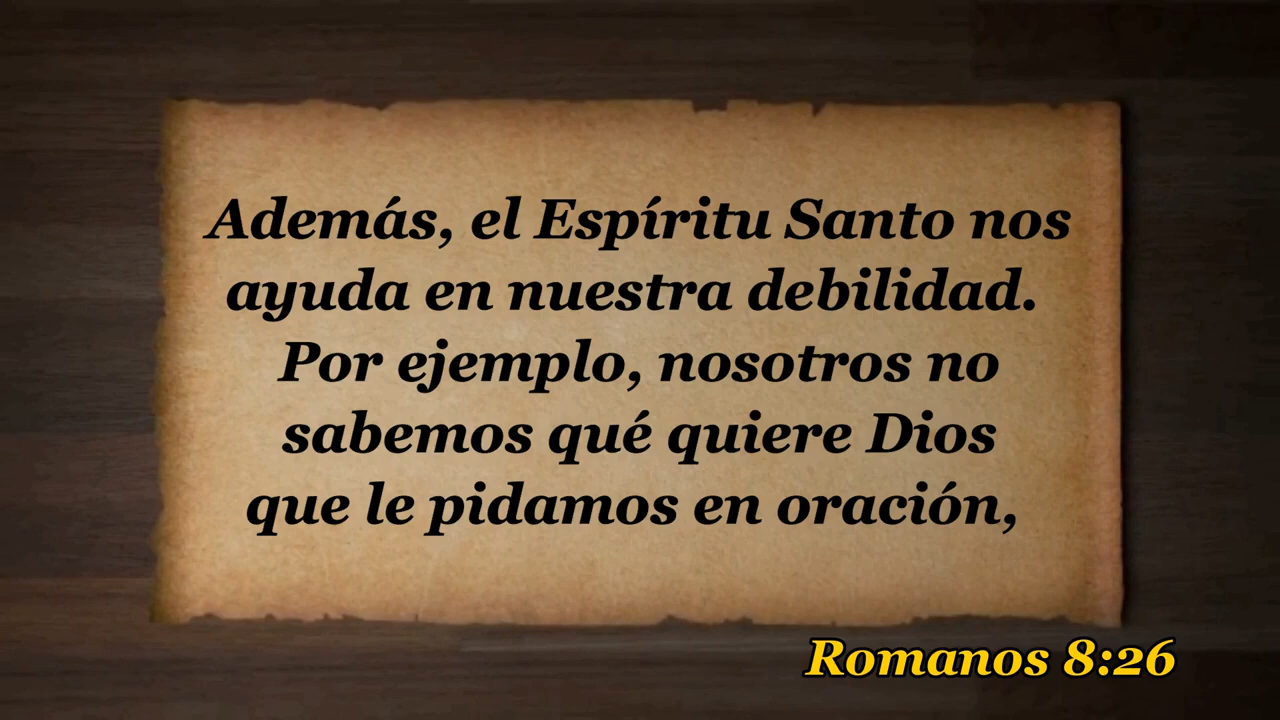 Además, el Espíritu Santo nos
ayuda en nuestra debilidad.
Por ejemplo, nosotros no
sabemos qué quiere Dios
que le pidamos en oración,
Romanos 8:26